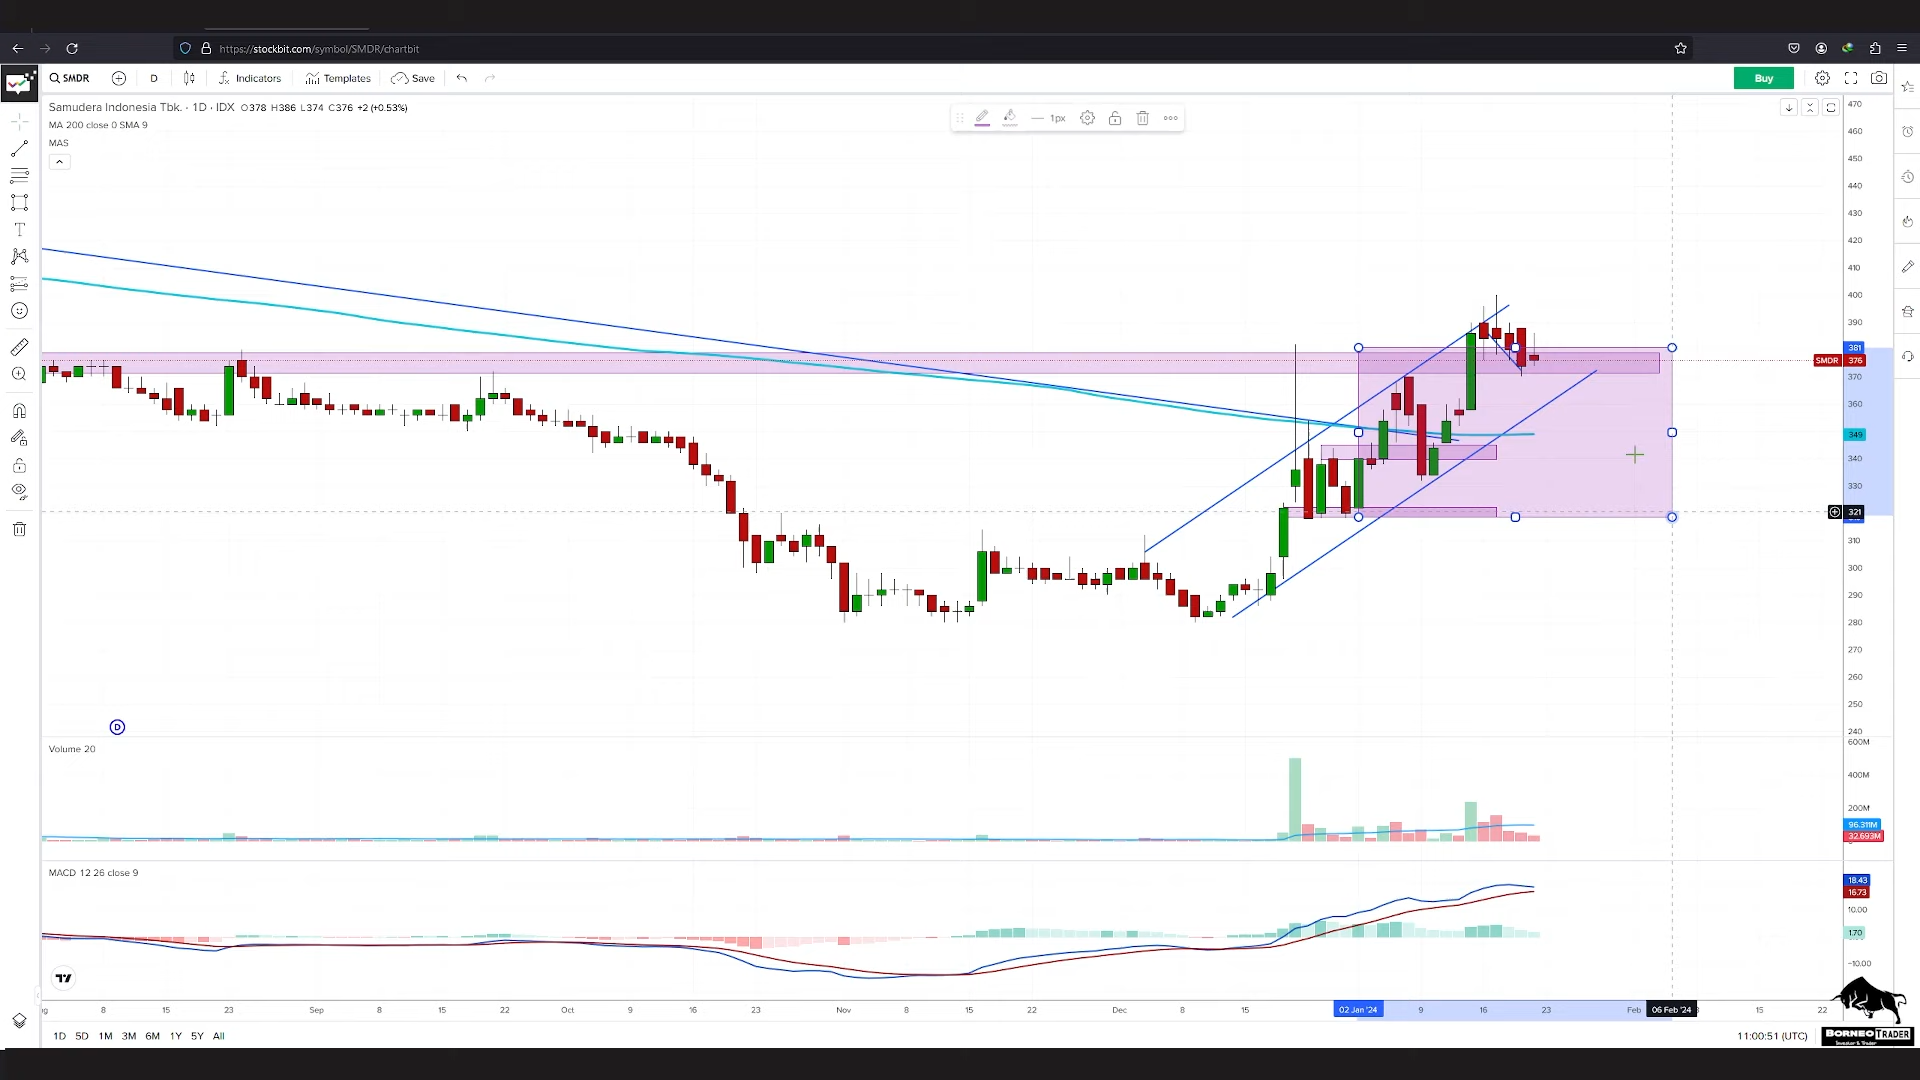 https://stockbit.com/symbol/SMDR/chartbit
SMDR D Indicators Templates Save Buy
Samudera Indonesia Tbk. · 1D · IDX O378 H386 L374 C376 +2 (+0.53%)
MA 200 close 0 SMA 9
MAS
1px
470
460
450
440
430
420
410
400
390
381
SMDR 376
370
360
349
340
330
321
310
300
290
280
270
260
250
240
D
Volume 20
600M
400M
200M
96.311M
32.693M
MACD 12 26 close 9
18.43
16.73
10.00
1.70
−10.00
8 15 23 Sep 8 15 22 Oct 9 16 23 Nov 8 15 22 Dec 8 15 02 Jan '24 9 16 23 Feb 06 Feb '24 15 22
1D 5D 1M 3M 6M 1Y 5Y All
11:00:51 (UTC)
BORNEOTRADER
Investor & Trader